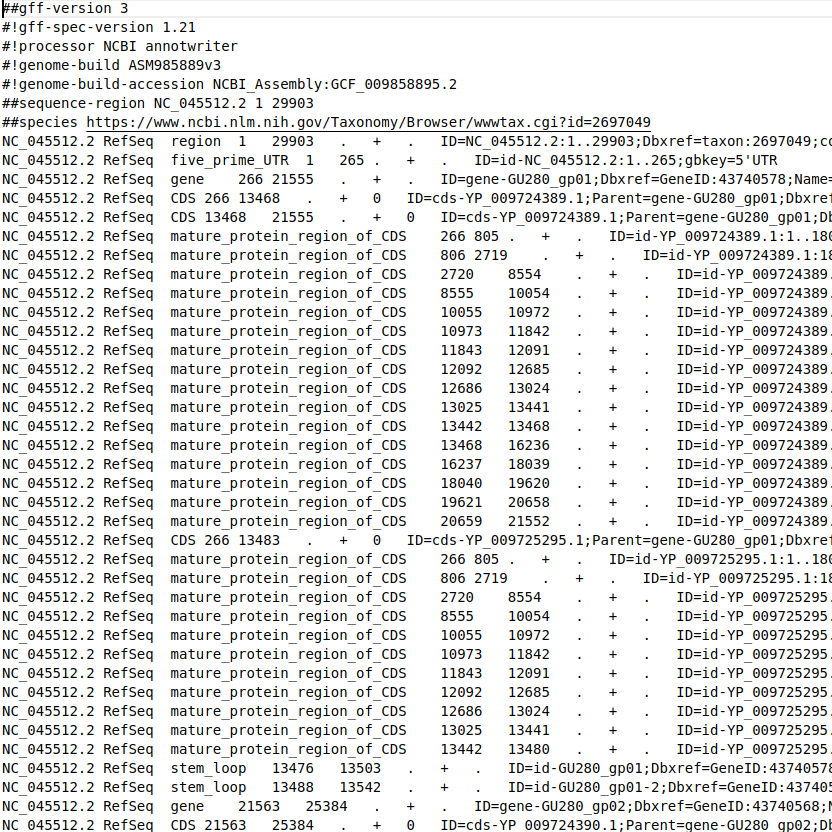 ##gff-version 3
#!gff-spec-version 1.21
#!processor NCBI annotwriter
#!genome-build ASM985889v3
#!genome-build-accession NCBI_Assembly:GCF_009858895.2
##sequence-region NC_045512.2 1 29903
##species https://www.ncbi.nlm.nih.gov/Taxonomy/Browser/wwwtax.cgi?id=2697049
NC_045512.2 RefSeq region 1 29903 . + . ID=NC_045512.2:1..29903;Dbxref=taxon:2697049;co
NC_045512.2 RefSeq five_prime_UTR 1 265 . + . ID=id-NC_045512.2:1..265;gbkey=5'UTR
NC_045512.2 RefSeq gene 266 21555 . + . ID=gene-GU280_gp01;Dbxref=GeneID:43740578;Name=
NC_045512.2 RefSeq CDS 266 13468 . + 0 ID=cds-YP_009724389.1;Parent=gene-GU280_gp01;Dbxref
NC_045512.2 RefSeq CDS 13468 21555 . + 0 ID=cds-YP_009724389.1;Parent=gene-GU280_gp01;Db
NC_045512.2 RefSeq mature_protein_region_of_CDS 266 805 . + . ID=id-YP_009724389.1:1..180
NC_045512.2 RefSeq mature_protein_region_of_CDS 806 2719 . + . ID=id-YP_009724389.1:18
NC_045512.2 RefSeq mature_protein_region_of_CDS 2720 8554 . + . ID=id-YP_009724389.
NC_045512.2 RefSeq mature_protein_region_of_CDS 8555 10054 . + . ID=id-YP_009724389.
NC_045512.2 RefSeq mature_protein_region_of_CDS 10055 10972 . + . ID=id-YP_009724389.
NC_045512.2 RefSeq mature_protein_region_of_CDS 10973 11842 . + . ID=id-YP_009724389.
NC_045512.2 RefSeq mature_protein_region_of_CDS 11843 12091 . + . ID=id-YP_009724389.
NC_045512.2 RefSeq mature_protein_region_of_CDS 12092 12685 . + . ID=id-YP_009724389.
NC_045512.2 RefSeq mature_protein_region_of_CDS 12686 13024 . + . ID=id-YP_009724389.
NC_045512.2 RefSeq mature_protein_region_of_CDS 13025 13441 . + . ID=id-YP_009724389.
NC_045512.2 RefSeq mature_protein_region_of_CDS 13442 13468 . + . ID=id-YP_009724389.
NC_045512.2 RefSeq mature_protein_region_of_CDS 13468 16236 . + . ID=id-YP_009724389.
NC_045512.2 RefSeq mature_protein_region_of_CDS 16237 18039 . + . ID=id-YP_009724389.
NC_045512.2 RefSeq mature_protein_region_of_CDS 18040 19620 . + . ID=id-YP_009724389.
NC_045512.2 RefSeq mature_protein_region_of_CDS 19621 20658 . + . ID=id-YP_009724389.
NC_045512.2 RefSeq mature_protein_region_of_CDS 20659 21552 . + . ID=id-YP_009724389.
NC_045512.2 RefSeq CDS 266 13483 . + 0 ID=cds-YP_009725295.1;Parent=gene-GU280_gp01;Dbxref
NC_045512.2 RefSeq mature_protein_region_of_CDS 266 805 . + . ID=id-YP_009725295.1:1..180
NC_045512.2 RefSeq mature_protein_region_of_CDS 806 2719 . + . ID=id-YP_009725295.1:18
NC_045512.2 RefSeq mature_protein_region_of_CDS 2720 8554 . + . ID=id-YP_009725295.
NC_045512.2 RefSeq mature_protein_region_of_CDS 8555 10054 . + . ID=id-YP_009725295.
NC_045512.2 RefSeq mature_protein_region_of_CDS 10055 10972 . + . ID=id-YP_009725295.
NC_045512.2 RefSeq mature_protein_region_of_CDS 10973 11842 . + . ID=id-YP_009725295.
NC_045512.2 RefSeq mature_protein_region_of_CDS 11843 12091 . + . ID=id-YP_009725295.
NC_045512.2 RefSeq mature_protein_region_of_CDS 12092 12685 . + . ID=id-YP_009725295.
NC_045512.2 RefSeq mature_protein_region_of_CDS 12686 13024 . + . ID=id-YP_009725295.
NC_045512.2 RefSeq mature_protein_region_of_CDS 13025 13441 . + . ID=id-YP_009725295.
NC_045512.2 RefSeq mature_protein_region_of_CDS 13442 13480 . + . ID=id-YP_009725295.
NC_045512.2 RefSeq stem_loop 13476 13503 . + . ID=id-GU280_gp01;Dbxref=GeneID:43740578
NC_045512.2 RefSeq stem_loop 13488 13542 . + . ID=id-GU280_gp01-2;Dbxref=GeneID:437405
NC_045512.2 RefSeq gene 21563 25384 . + . ID=gene-GU280_gp02;Dbxref=GeneID:43740568;N
NC_045512.2 RefSeq CDS 21563 25384 . + 0 ID=cds-YP_009724390.1;Parent=gene-GU280_gp02;Db